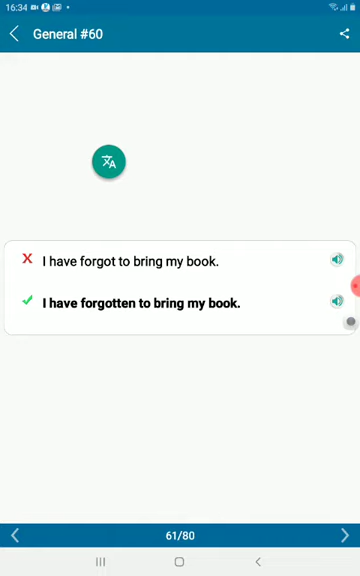 16:34
General #60
I have forgot to bring my book.
I have forgotten to bring my book.
61/80